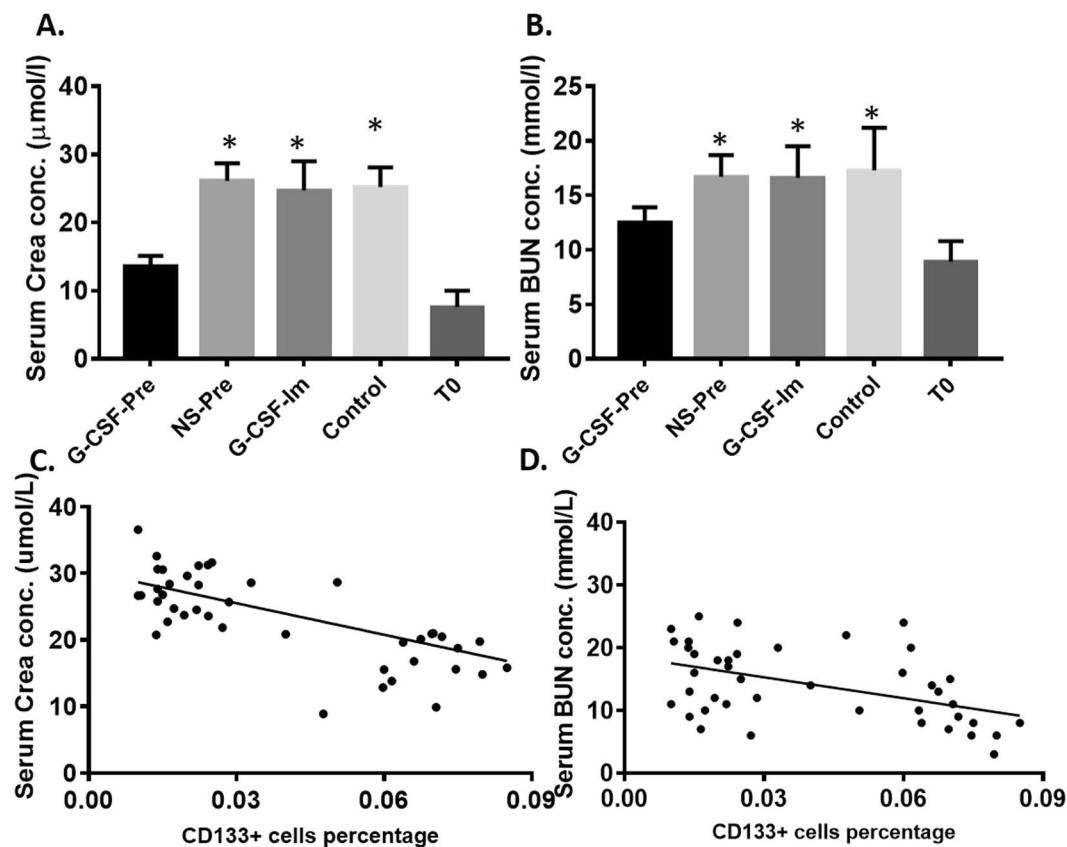 A.
Serum Crea conc. (μmol/l)
40
30
20
10
0
* * *
G-CSF-Pre
NS-Pre
G-CSF-Im
Control
T0
B.
Serum BUN conc. (mmol/l)
25
20
15
10
5
0
* * *
G-CSF-Pre
NS-Pre
G-CSF-Im
Control
T0
C.
Serum Crea conc. (umol/L)
40
30
20
10
0
0.00 0.03 0.06 0.09
CD133+ cells percentage
D.
Serum BUN conc. (mmol/L)
40
30
20
10
0
0.00 0.03 0.06 0.09
CD133+ cells percentage